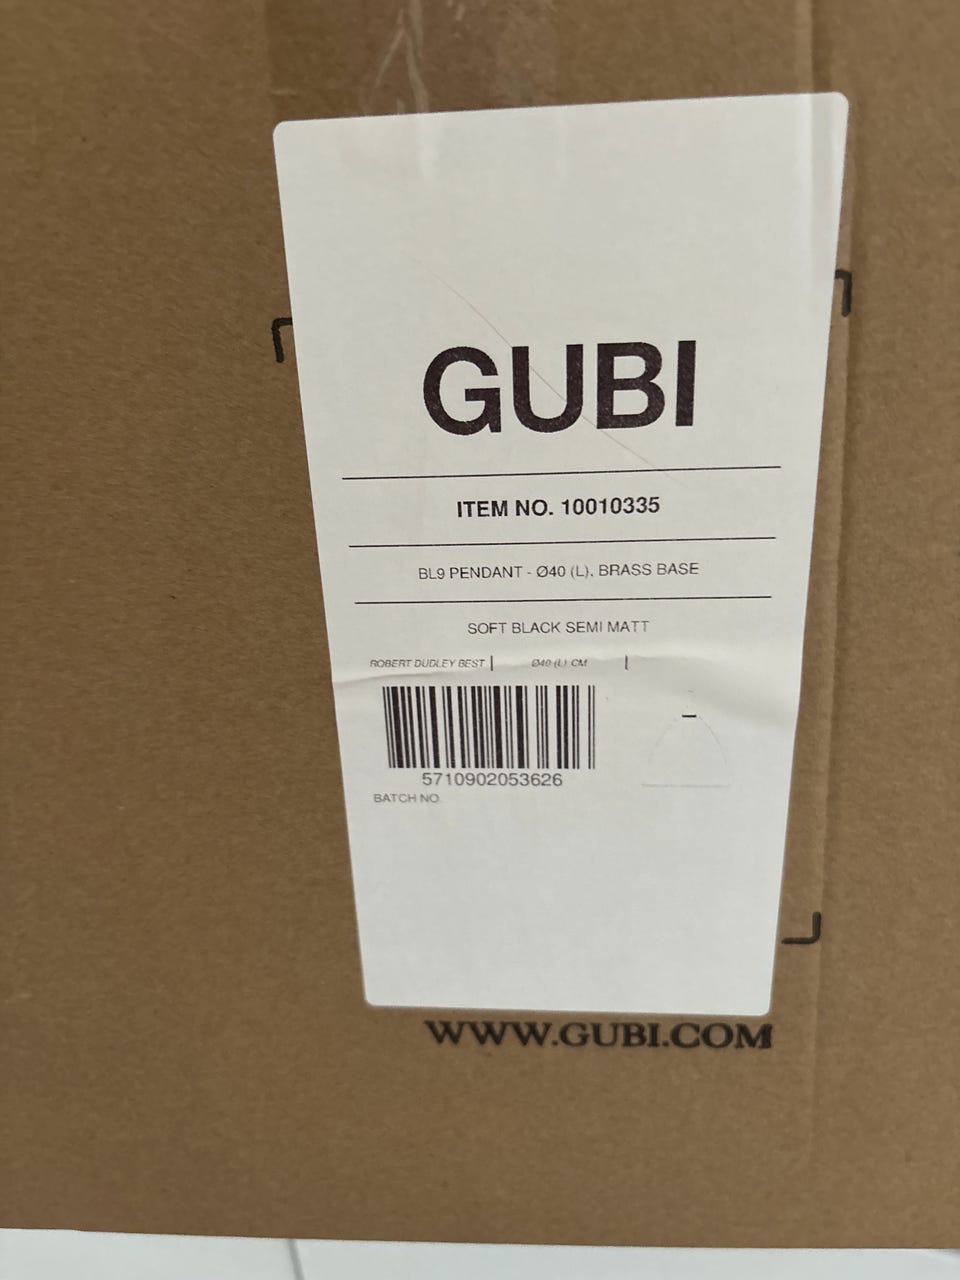 GUBI
ITEM NO. 10010335
BL9 PENDANT - Ø40 (L), BRASS BASE
SOFT BLACK SEMI MATT
ROBERT DUDLEY BEST | Ø40 (L) CM |
5710902053626
BATCH NO.
WWW.GUBI.COM